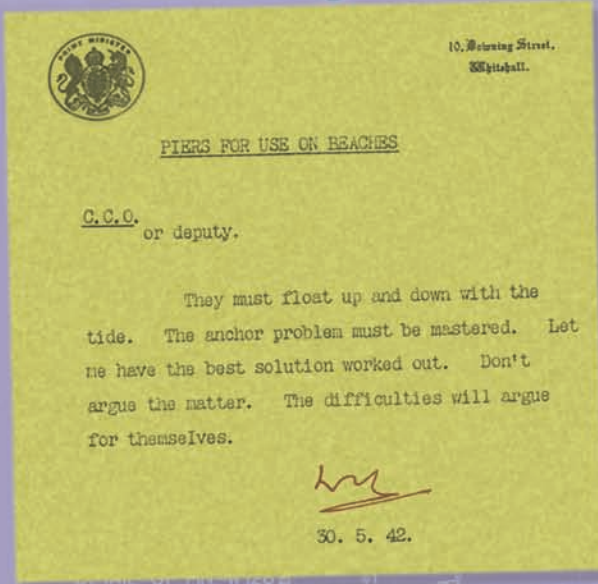 PRIME MINISTER
10, Downing Street,
Whitehall.
PIERS FOR USE ON BEACHES
C.C.O.
or deputy.
They must float up and down with the
tide. The anchor problem must be mastered. Let
me have the best solution worked out. Don't
argue the matter. The difficulties will argue
for themselves.
30. 5. 42.